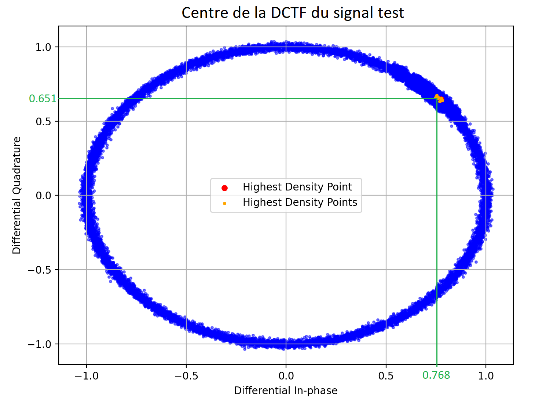 Centre de la DCTF du signal test
1.0
0.651
0.5
0.0
−0.5
−1.0
Differential Quadrature
Highest Density Point
Highest Density Points
−1.0
−0.5
0.0
0.5
0.768
1.0
Differential In-phase